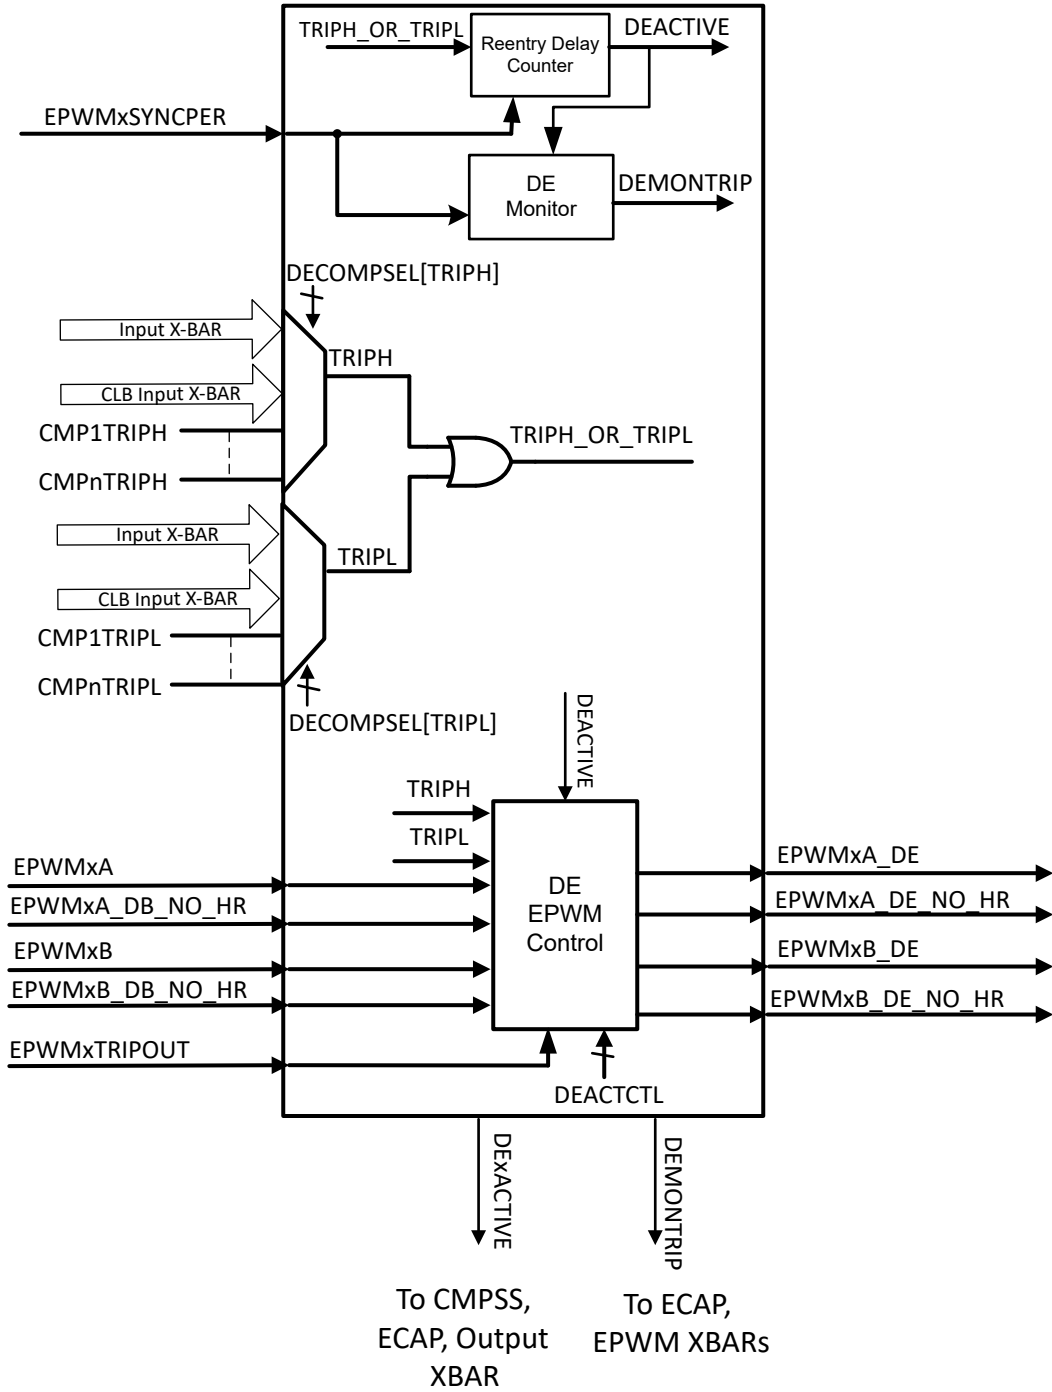 TRIPH_OR_TRIPL
Reentry Delay
Counter
DEACTIVE
EPWMxSYNCPER
DE
Monitor
DEMONTRIP
DECOMPSEL[TRIPH]
Input X-BAR
TRIPH
CLB Input X-BAR
CMP1TRIPH
TRIPH_OR_TRIPL
CMPnTRIPH
Input X-BAR
TRIPL
CLB Input X-BAR
CMP1TRIPL
CMPnTRIPL
DECOMPSEL[TRIPL]
DEACTIVE
TRIPH
TRIPL
EPWMxA
EPWMxA_DB_NO_HR
EPWMxB
EPWMxB_DB_NO_HR
DE
EPWM
Control
EPWMxA_DE
EPWMxA_DE_NO_HR
EPWMxB_DE
EPWMxB_DE_NO_HR
EPWMxTRIPOUT
DEACTCTL
DExACTIVE
DEMONTRIP
To CMPSS,
ECAP, Output
XBAR
To ECAP,
EPWM XBARs